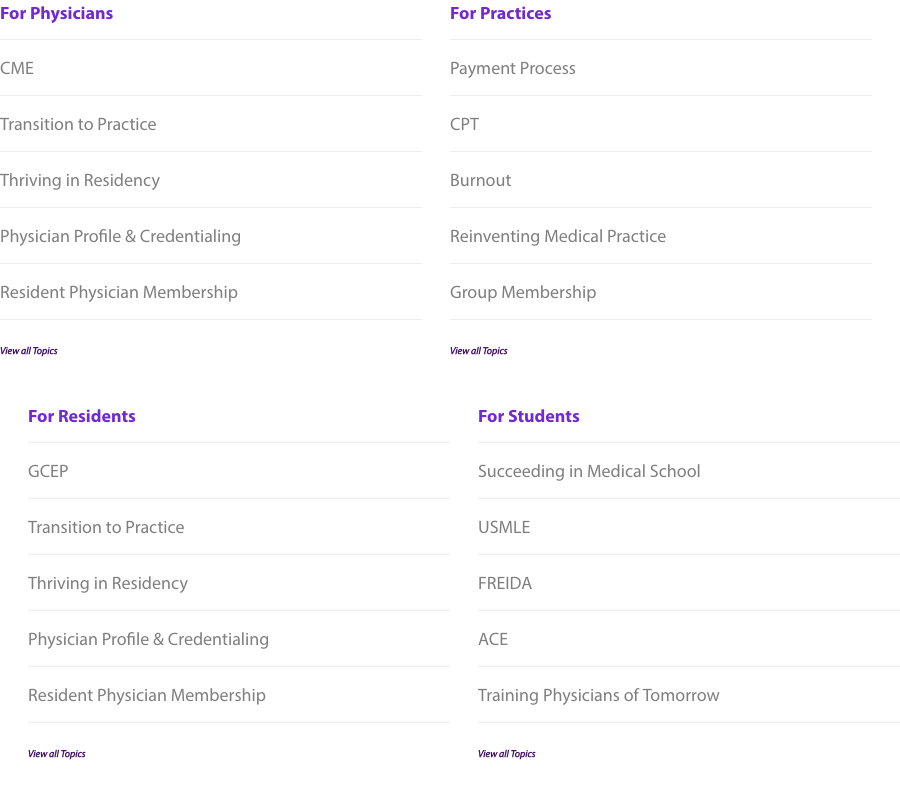 For Physicians
CME
Transition to Practice
Thriving in Residency
Physician Profile & Credentialing
Resident Physician Membership
View all Topics
For Practices
Payment Process
CPT
Burnout
Reinventing Medical Practice
Group Membership
View all Topics
For Residents
GCEP
Transition to Practice
Thriving in Residency
Physician Profile & Credentialing
Resident Physician Membership
View all Topics
For Students
Succeeding in Medical School
USMLE
FREIDA
ACE
Training Physicians of Tomorrow
View all Topics